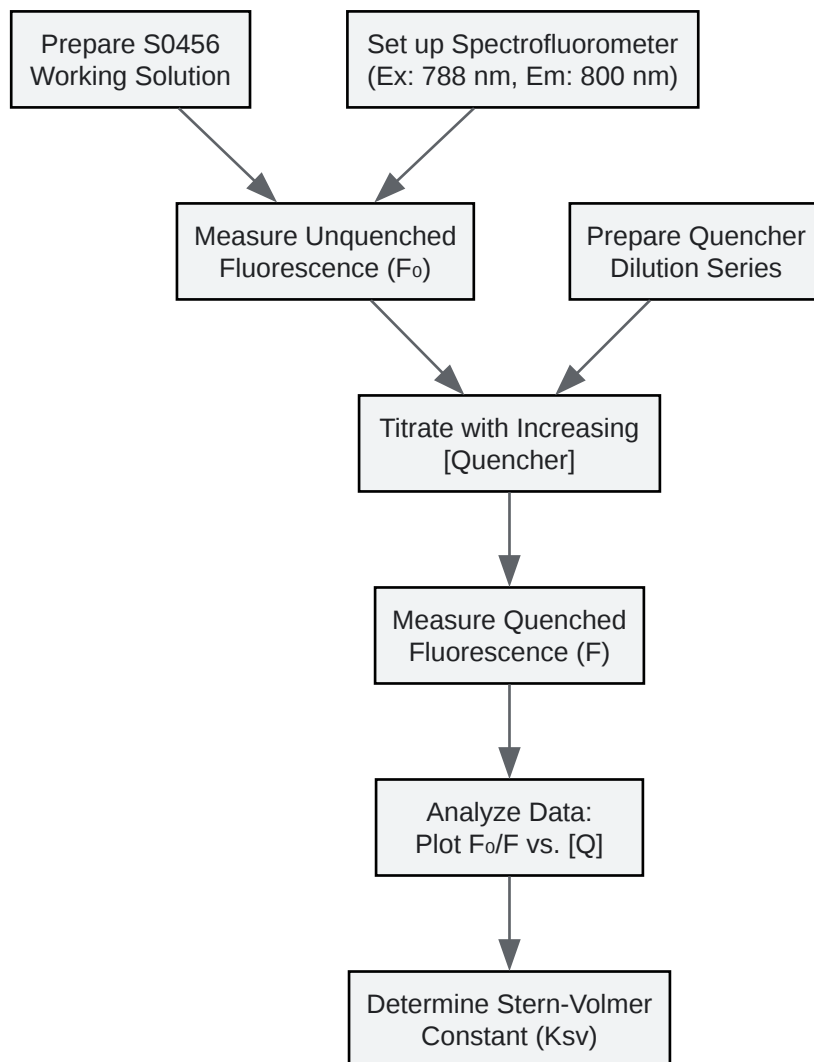 Prepare S0456
Working Solution
Set up Spectrofluorometer
(Ex: 788 nm, Em: 800 nm)
Measure Unquenched
Fluorescence (F₀)
Prepare Quencher
Dilution Series
Titrate with Increasing
[Quencher]
Measure Quenched
Fluorescence (F)
Analyze Data:
Plot F₀/F vs. [Q]
Determine Stern-Volmer
Constant (Ksv)